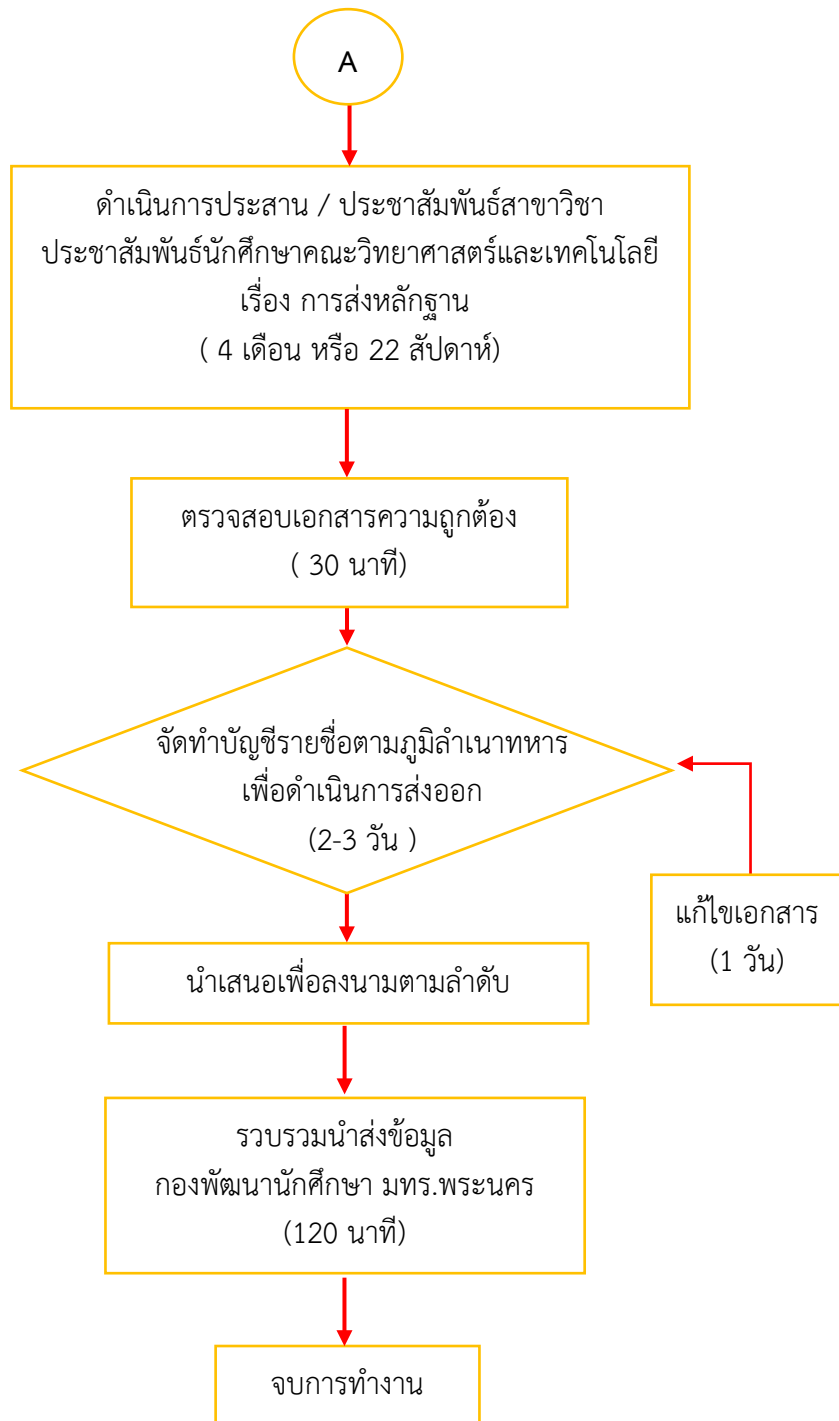 A
ดำเนินการประสาน / ประชาสัมพันธ์สาขาวิชา
ประชาสัมพันธ์นักศึกษาคณะวิทยาศาสตร์และเทคโนโลยี
เรื่อง การส่งหลักฐาน
( 4 เดือน หรือ 22 สัปดาห์)
ตรวจสอบเอกสารความถูกต้อง
( 30 นาที)
จัดทำบัญชีรายชื่อตามภูมิลำเนาทหาร
เพื่อดำเนินการส่งออก
(2-3 วัน )
แก้ไขเอกสาร
(1 วัน)
นำเสนอเพื่อลงนามตามลำดับ
รวบรวมนำส่งข้อมูล
กองพัฒนานักศึกษา มทร.พระนคร
(120 นาที)
จบการทำงาน